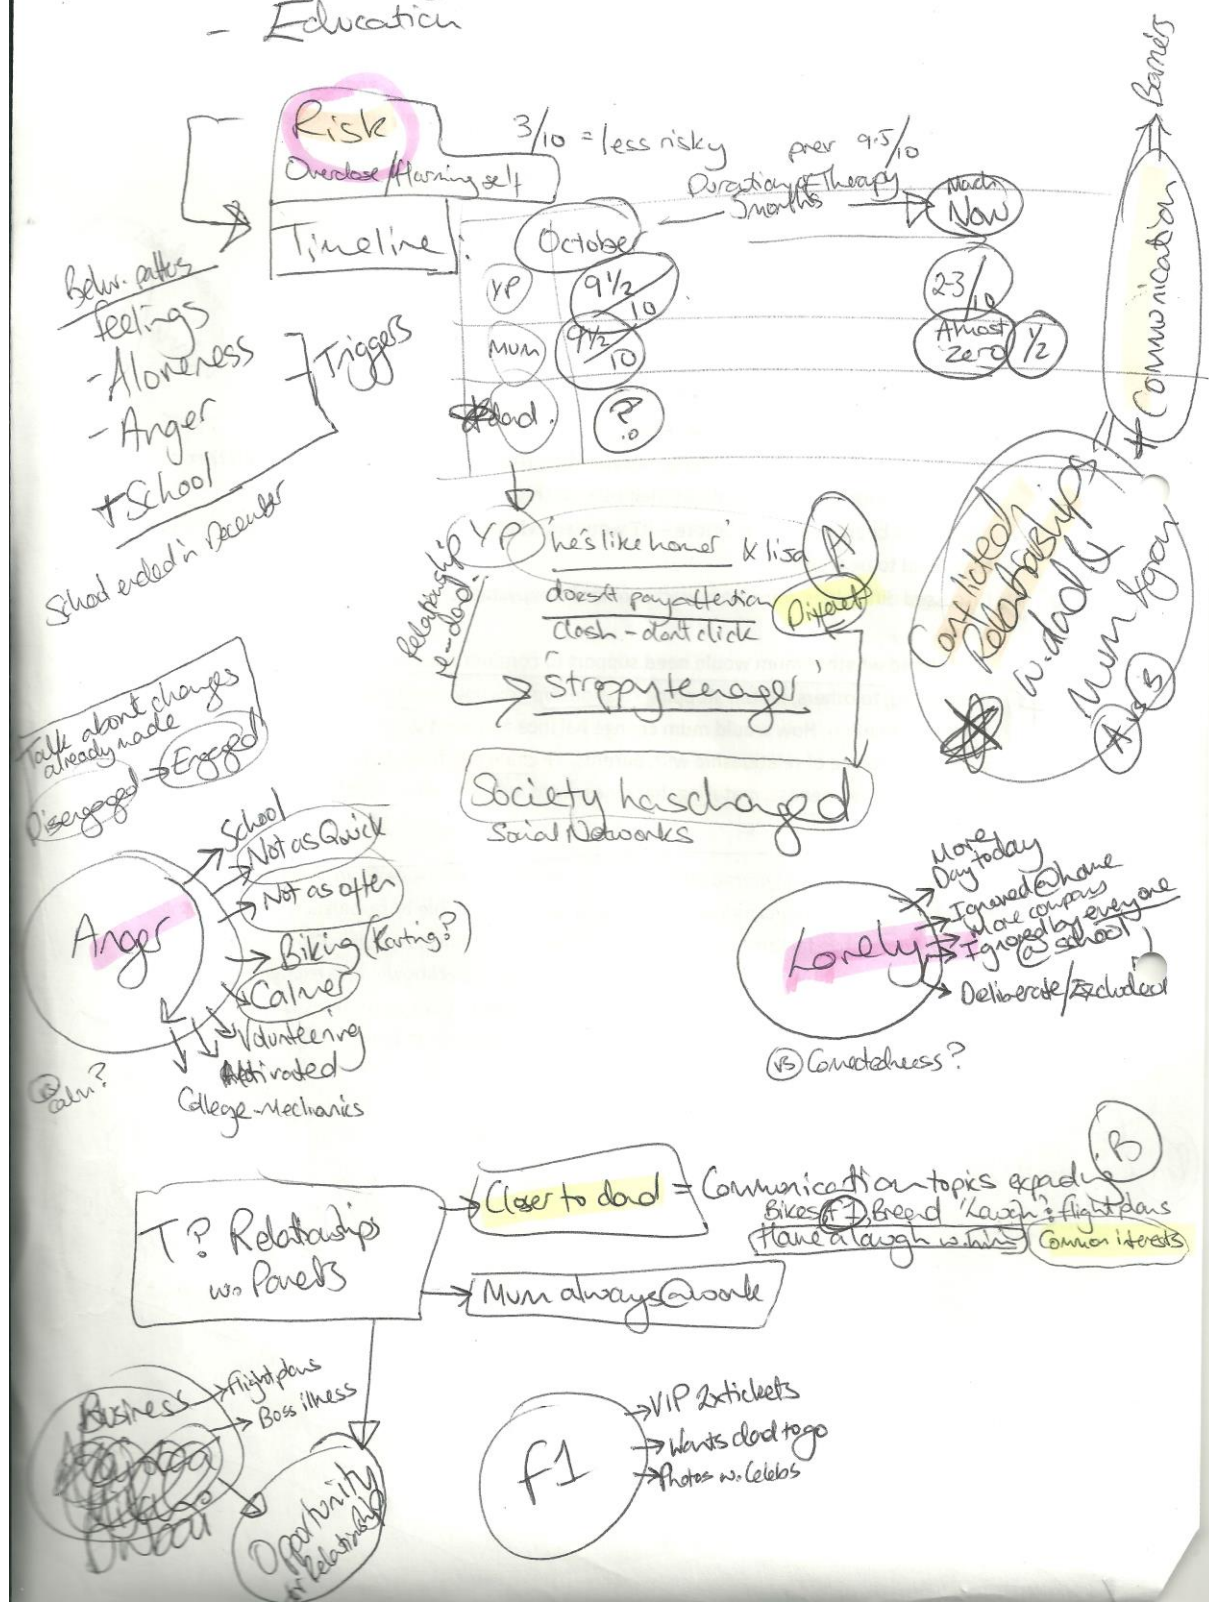 - Education
Risk
Overdose/Harming self
3/10 = less risky prev 9.5/10
Duration of Therapy
5 months
March
Now
Timeline :
October
YP 9 1/2/10 2-3/10
MUM 9 1/2/10 Almost Zero 1/2
dad. ?
Behv. patterns
Feelings
- Aloneness
- Anger
+ School
Triggers
School ended in December
+ Communication → Barriers
Conflicted
Relationships
w. dad &
Mum &
A vs B
Relationship
re-dad.
YP 'he's like homer' & lisa A
doesn't pay attention Different
clash - don't click
'Stroppy teenager'
Society has changed
Social Networks
Talk about changes
already made
Disengaged → Engaged
Anger
School
Not as Quick
Not as often
Biking (Karting?)
Calmer
Volunteering
Motivated
College - Mechanics
vs calm?
Lonely
More
Day to day
Ignored @ home
Ignored by everyone
@ school
Deliberate/Excluded
vs Connectedness?
T? Relationships
w. Parents
Closer to dad = Communication topics expanding B
Bikes, F1, flight plans
Have a laugh w. him Common interests
Mum always @ work
Business
Flight plans
Boss illness
Opportunity
for Relationship
F1
VIP 2x tickets
Wants dad to go
Photos w. Celebs